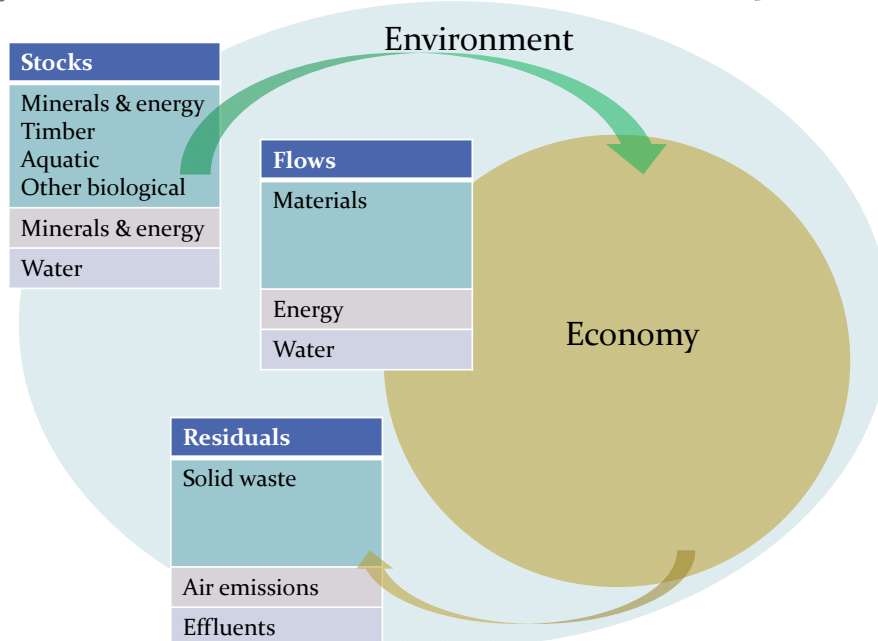 Environment
Stocks
Minerals & energy
Timber
Aquatic
Other biological
Minerals & energy
Water
Flows
Materials
Energy
Water
Economy
Residuals
Solid waste
Air emissions
Effluents